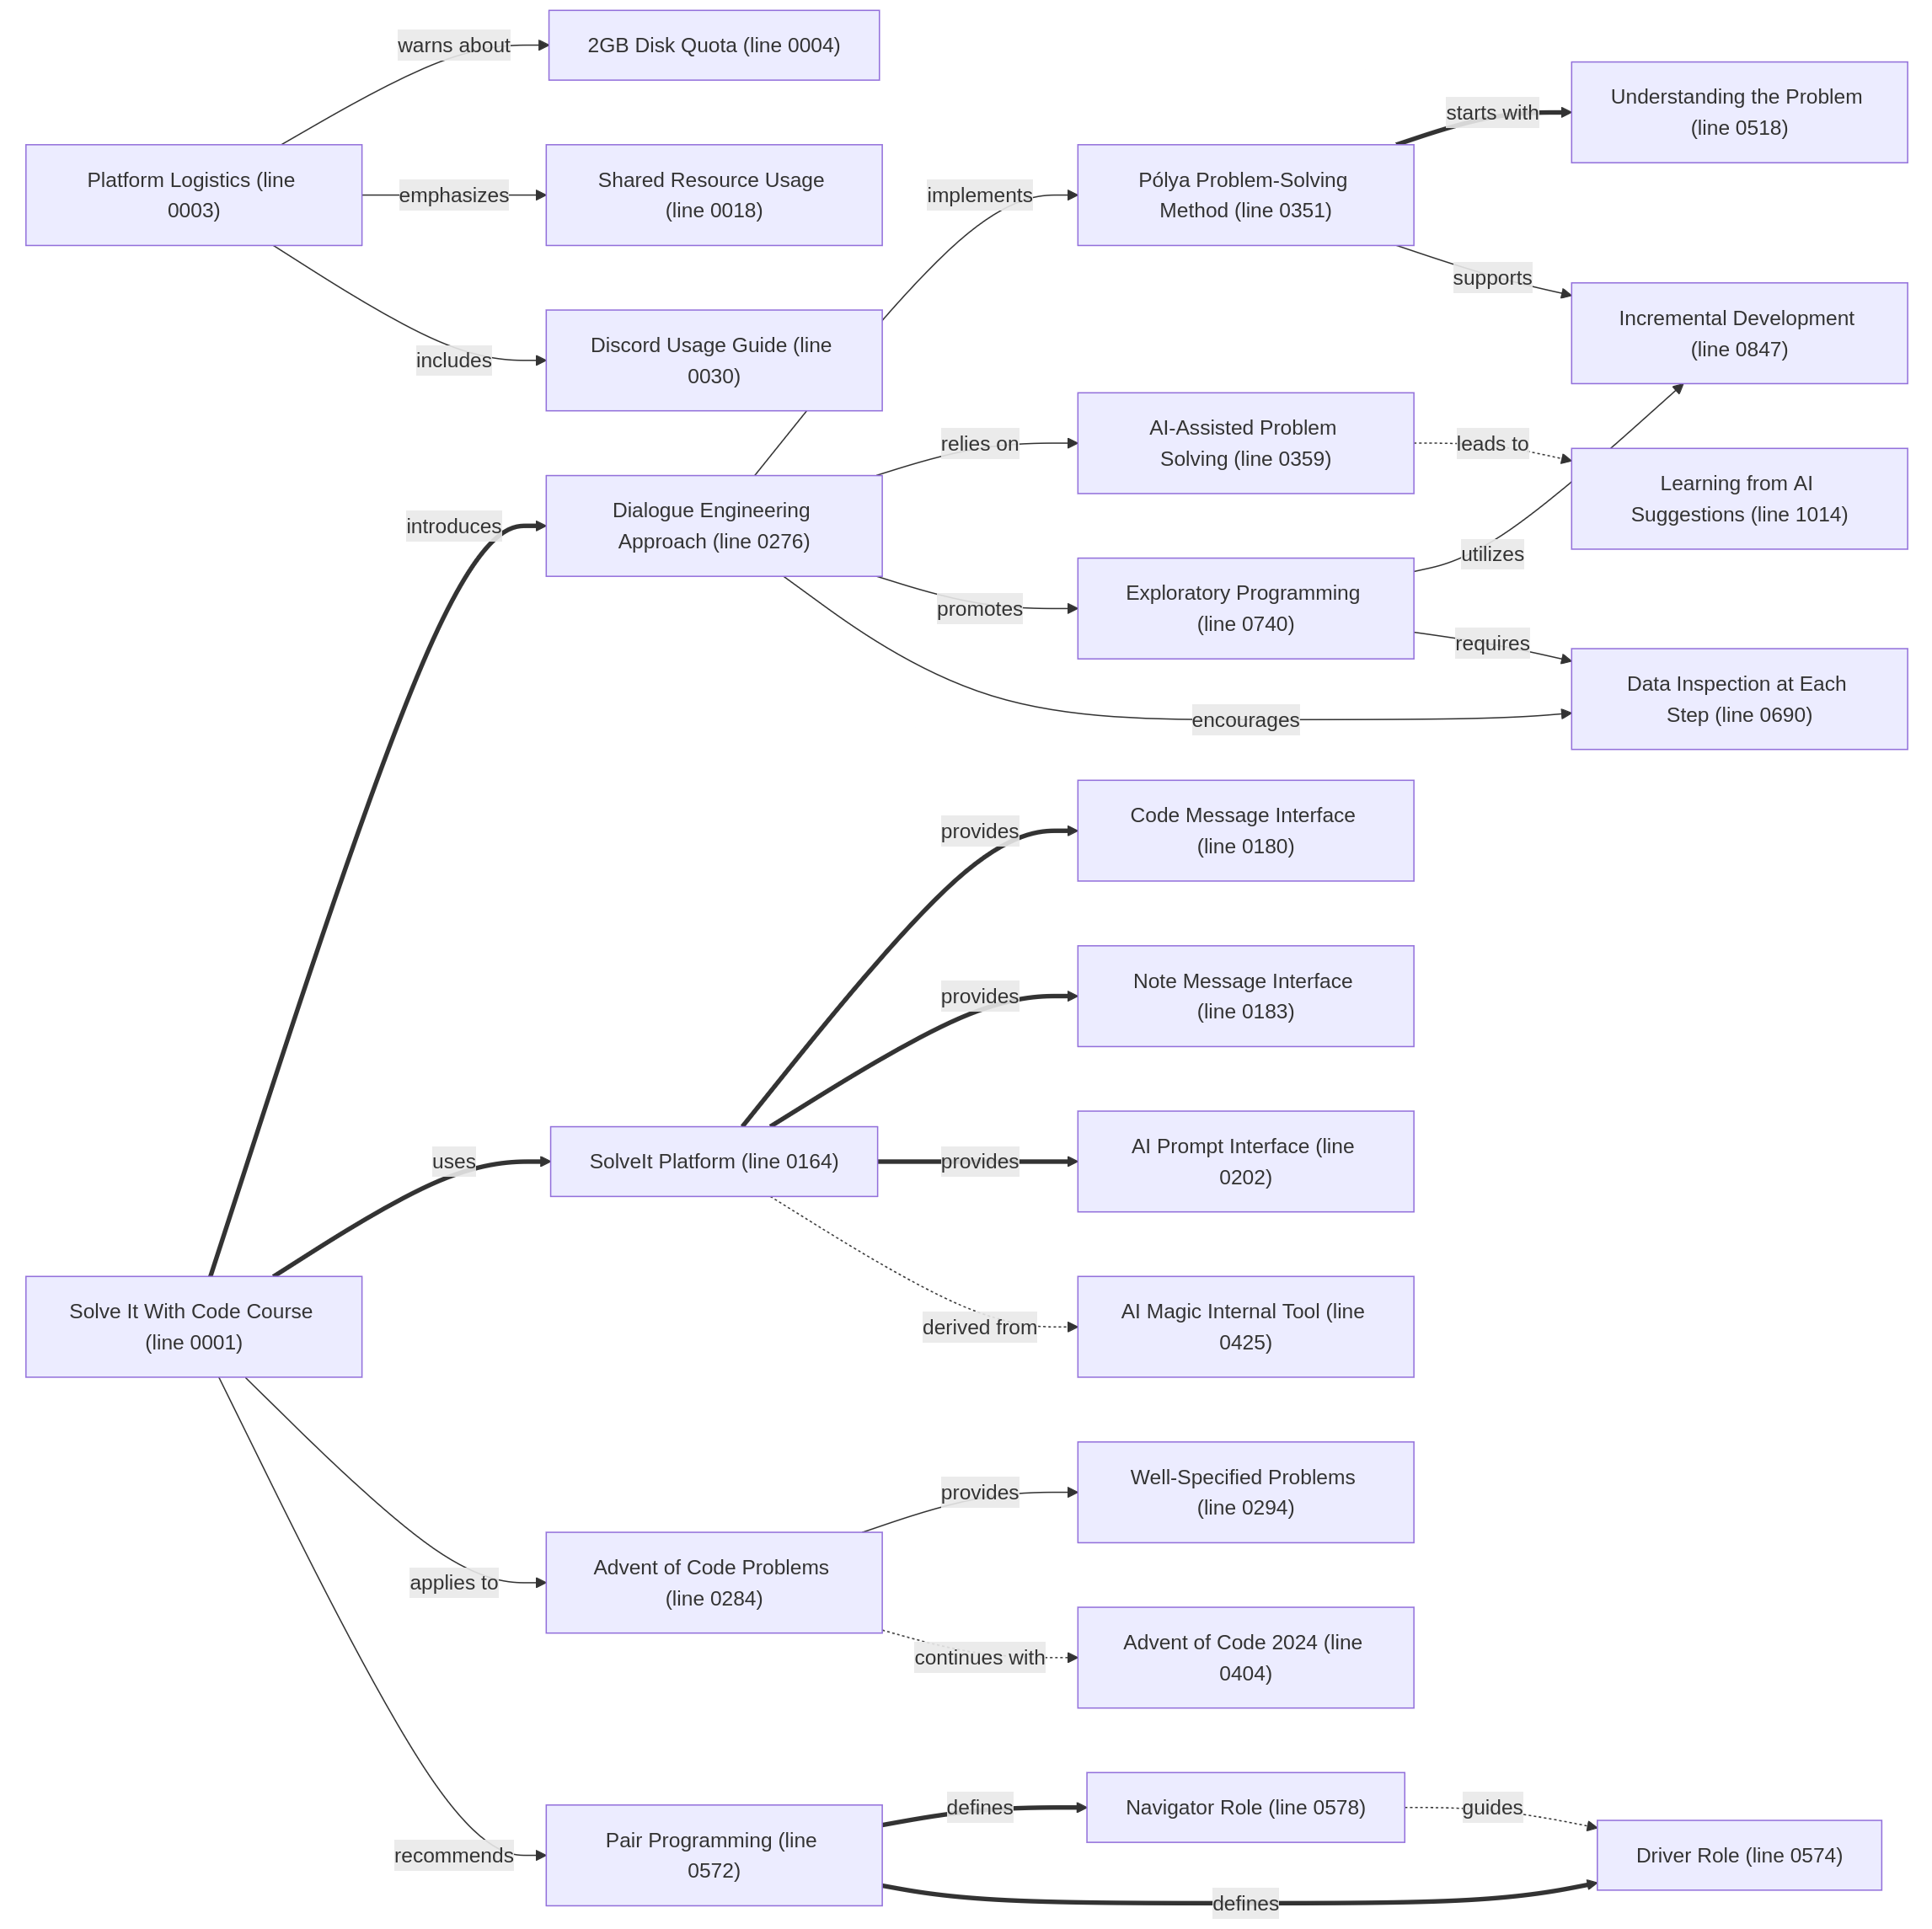 warns about
2GB Disk Quota (line 0004)
Platform Logistics (line
0003)
emphasizes
Shared Resource Usage
(line 0018)
includes
Discord Usage Guide (line
0030)
implements
Pólya Problem-Solving
Method (line 0351)
starts with
Understanding the Problem
(line 0518)
supports
Incremental Development
(line 0847)
introduces
Dialogue Engineering
Approach (line 0276)
relies on
AI-Assisted Problem
Solving (line 0359)
leads to
Learning from AI
Suggestions (line 1014)
promotes
Exploratory Programming
(line 0740)
utilizes
requires
Data Inspection at Each
Step (line 0690)
encourages
provides
Code Message Interface
(line 0180)
provides
Note Message Interface
(line 0183)
uses
SolveIt Platform (line 0164)
provides
AI Prompt Interface (line
0202)
derived from
AI Magic Internal Tool (line
0425)
Solve It With Code Course
(line 0001)
applies to
Advent of Code Problems
(line 0284)
provides
Well-Specified Problems
(line 0294)
continues with
Advent of Code 2024 (line
0404)
recommends
Pair Programming (line
0572)
defines
Navigator Role (line 0578)
guides
Driver Role (line 0574)
defines